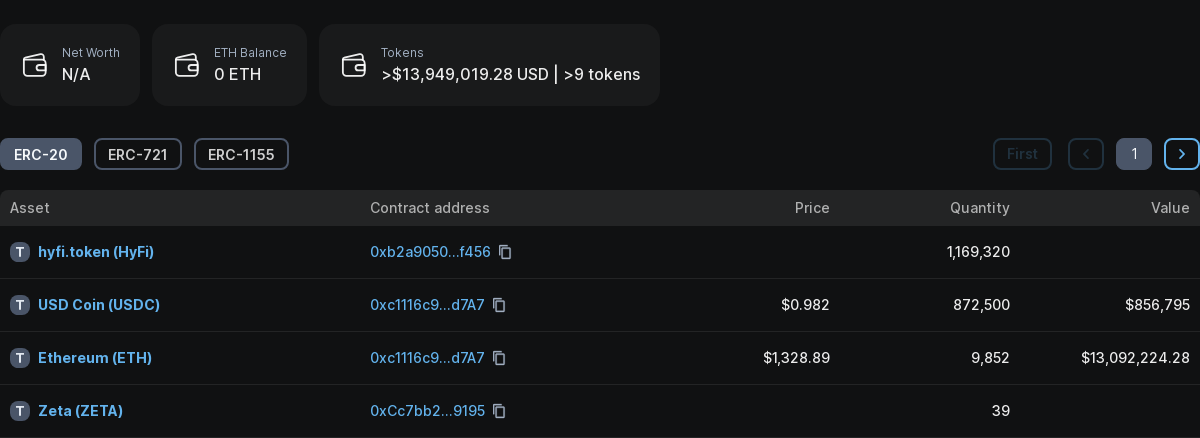 Net Worth
N/A
ETH Balance
0 ETH
Tokens
>$13,949,019.28 USD | >9 tokens
ERC-20 ERC-721 ERC-1155 First 1
Asset Contract address Price Quantity Value
T hyfi.token (HyFi) 0xb2a9050...f456 1,169,320
T USD Coin (USDC) 0xc1116c9...d7A7 $0.982 872,500 $856,795
T Ethereum (ETH) 0xc1116c9...d7A7 $1,328.89 9,852 $13,092,224.28
T Zeta (ZETA) 0xCc7bb2...9195 39